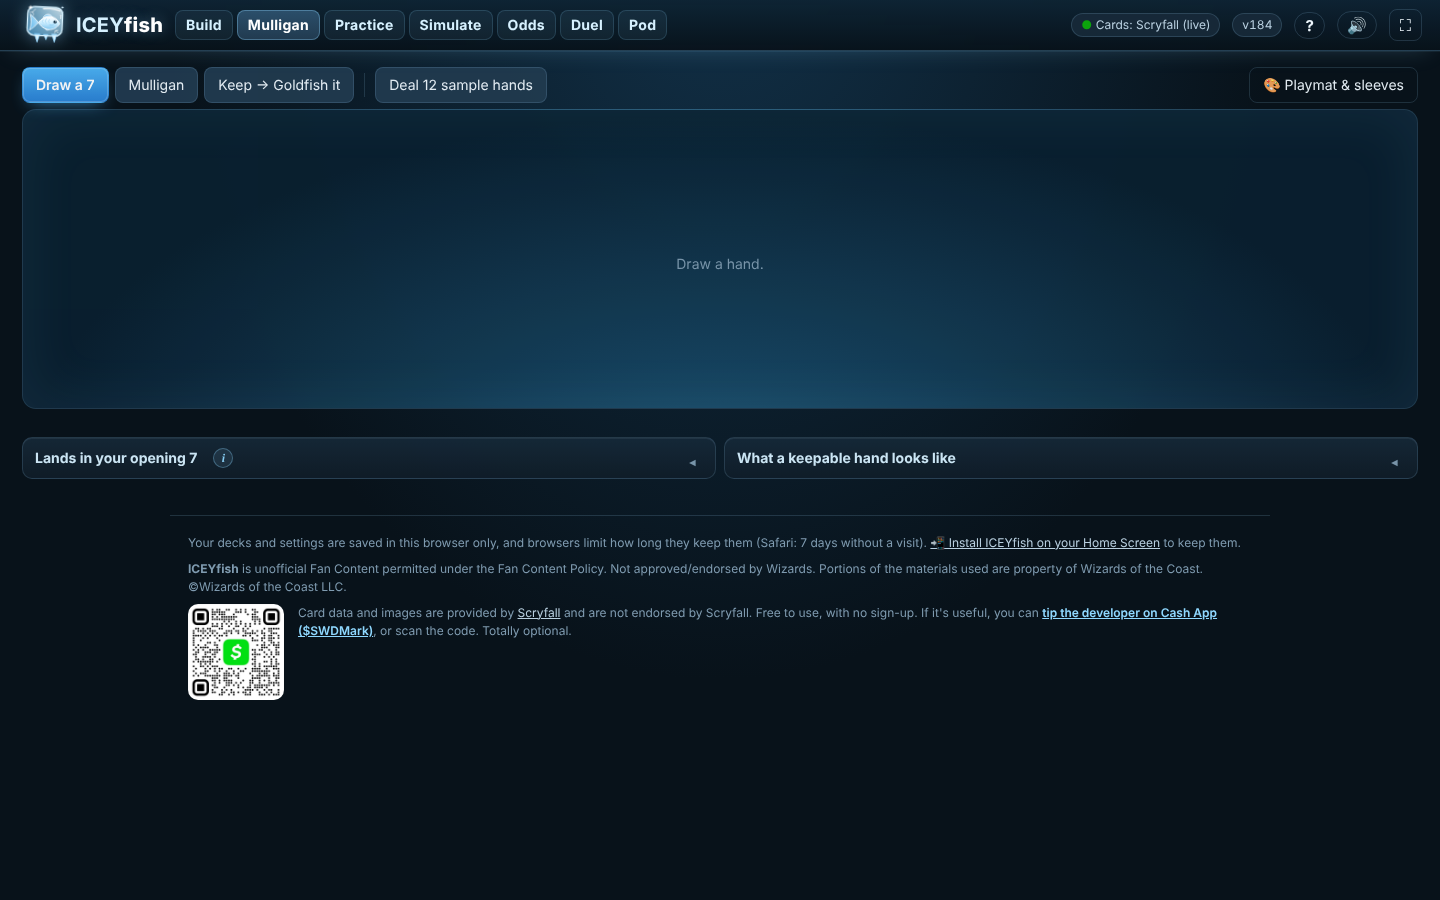 ICEYfish
Build
Mulligan
Practice
Simulate
Odds
Duel
Pod
Cards: Scryfall (live)
v184
?
Draw a 7
Mulligan
Keep → Goldfish it
Deal 12 sample hands
Playmat & sleeves
Draw a hand.
Lands in your opening 7
i
What a keepable hand looks like
Your decks and settings are saved in this browser only, and browsers limit how long they keep them (Safari: 7 days without a visit). 📲 Install ICEYfish on your Home Screen to keep them.
ICEYfish is unofficial Fan Content permitted under the Fan Content Policy. Not approved/endorsed by Wizards. Portions of the materials used are property of Wizards of the Coast.
©Wizards of the Coast LLC.
Card data and images are provided by Scryfall and are not endorsed by Scryfall. Free to use, with no sign-up. If it's useful, you can tip the developer on Cash App
($SWDMark), or scan the code. Totally optional.
$